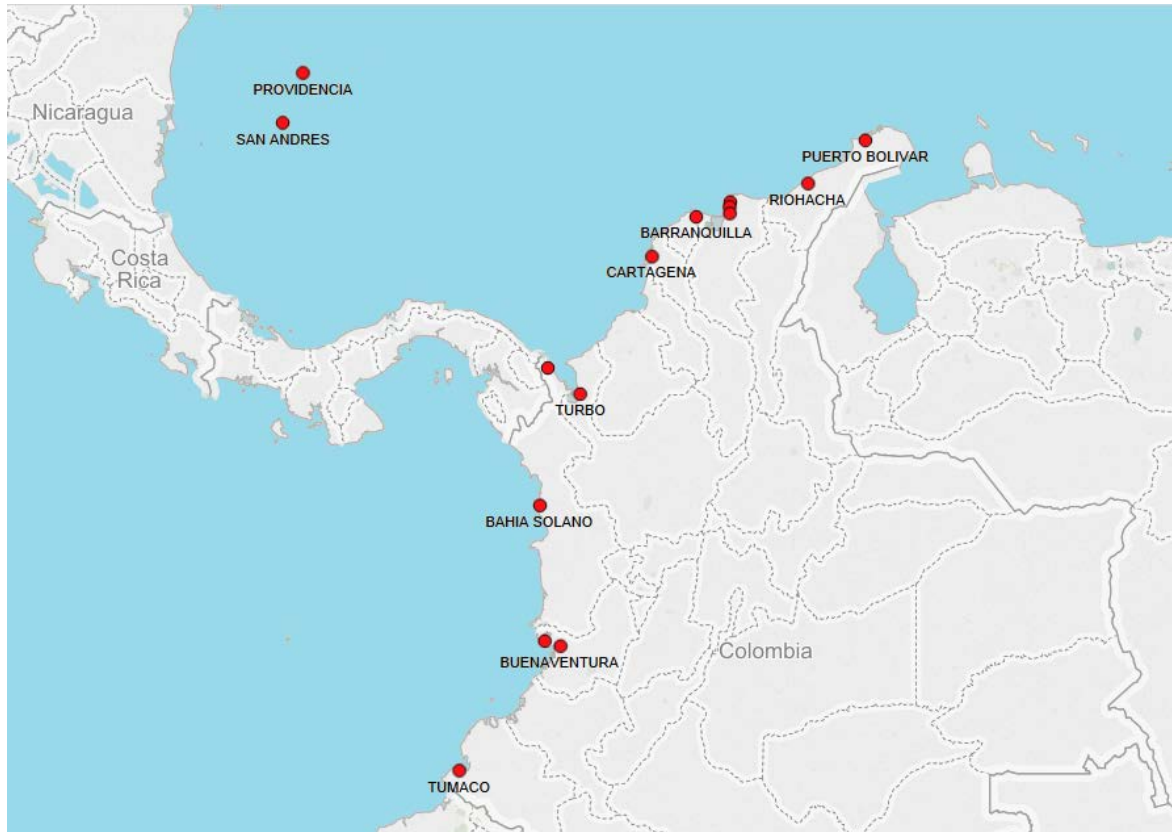 PROVIDENCIA
Nicaragua
SAN ANDRES
PUERTO BOLIVAR
RIOHACHA
BARRANQUILLA
Costa
Rica
CARTAGENA
TURBO
BAHIA SOLANO
BUENAVENTURA
Colombia
TUMACO